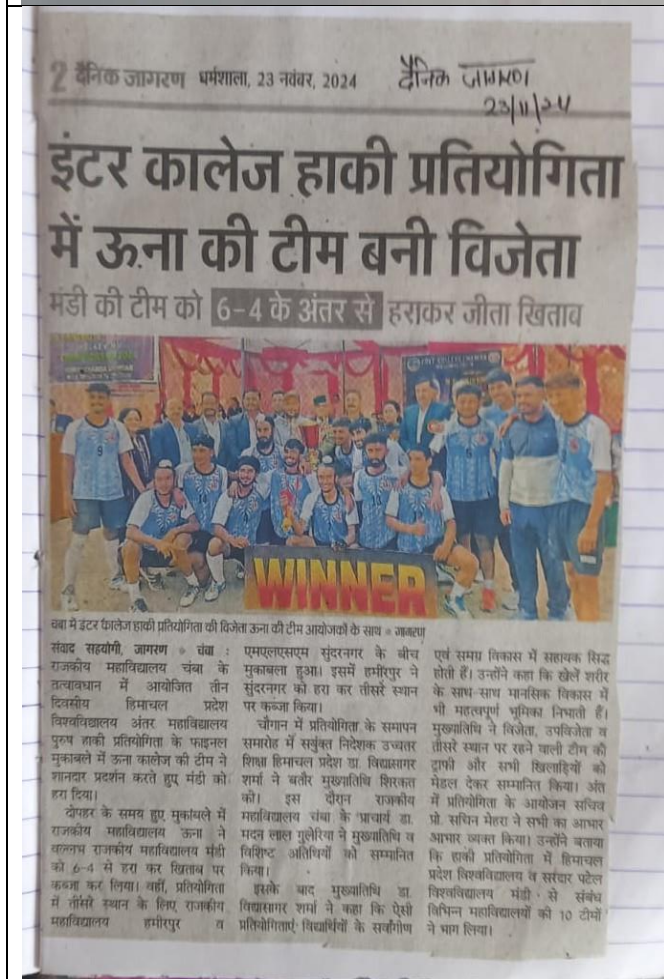 2 दैनिक जागरण धर्मशाला, 23 नवंबर, 2024
दैनिक जागरण
23/11/24
इंटर कालेज हाकी प्रतियोगिता
में ऊना की टीम बनी विजेता
मंडी की टीम को 6-4 के अंतर से हराकर जीता खिताब
WINNER
चंबा में इंटर कालेज हाकी प्रतियोगिता की विजेता ऊना की टीम आयोजकों के साथ • जागरण
संवाद सहयोगी, जागरण • चंबा :
राजकीय महाविद्यालय चंबा के
तत्वावधान में आयोजित तीन
दिवसीय हिमाचल प्रदेश
विश्वविद्यालय अंतर महाविद्यालय
पुरुष हाकी प्रतियोगिता के फाइनल
मुकाबले में ऊना कालेज की टीम ने
शानदार प्रदर्शन करते हुए मंडी को
हरा दिया।
दोपहर के समय हुए मुकाबले में
राजकीय महाविद्यालय ऊना ने
वल्लभ राजकीय महाविद्यालय मंडी
को 6-4 से हरा कर खिताब पर
कब्जा कर लिया। वहीं, प्रतियोगिता
में तीसरे स्थान के लिए राजकीय
महाविद्यालय हमीरपुर व
एमएलएसएम सुंदरनगर के बीच
मुकाबला हुआ। इसमें हमीरपुर ने
सुंदरनगर को हरा कर तीसरे स्थान
पर कब्जा किया।
चौगान में प्रतियोगिता के समापन
समारोह में संयुक्त निदेशक उच्चतर
शिक्षा हिमाचल प्रदेश डा. विद्यासागर
शर्मा ने बतौर मुख्यातिथि शिरकत
की। इस दौरान राजकीय
महाविद्यालय चंबा के प्राचार्य डा.
मदन लाल गुलेरिया ने मुख्यातिथि व
विशिष्ट अतिथियों को सम्मानित
किया।
इसके बाद मुख्यातिथि डा.
विद्यासागर शर्मा ने कहा कि ऐसी
प्रतियोगिताएं विद्यार्थियों के सर्वांगीण
एवं समग्र विकास में सहायक सिद्ध
होती हैं। उन्होंने कहा कि खेलें शरीर
के साथ-साथ मानसिक विकास में
भी महत्वपूर्ण भूमिका निभाती हैं।
मुख्यातिथि ने विजेता, उपविजेता व
तीसरे स्थान पर रहने वाली टीम को
ट्राफी और सभी खिलाड़ियों को
मेडल देकर सम्मानित किया। अंत
में प्रतियोगिता के आयोजन सचिव
प्रो. सचिन मेहरा ने सभी का आभार
आभार व्यक्त किया। उन्होंने बताया
कि हाकी प्रतियोगिता में हिमाचल
प्रदेश विश्वविद्यालय व सरदार पटेल
विश्वविद्यालय मंडी से संबंध
विभिन्न महाविद्यालयों की 10 टीमों
ने भाग लिया।